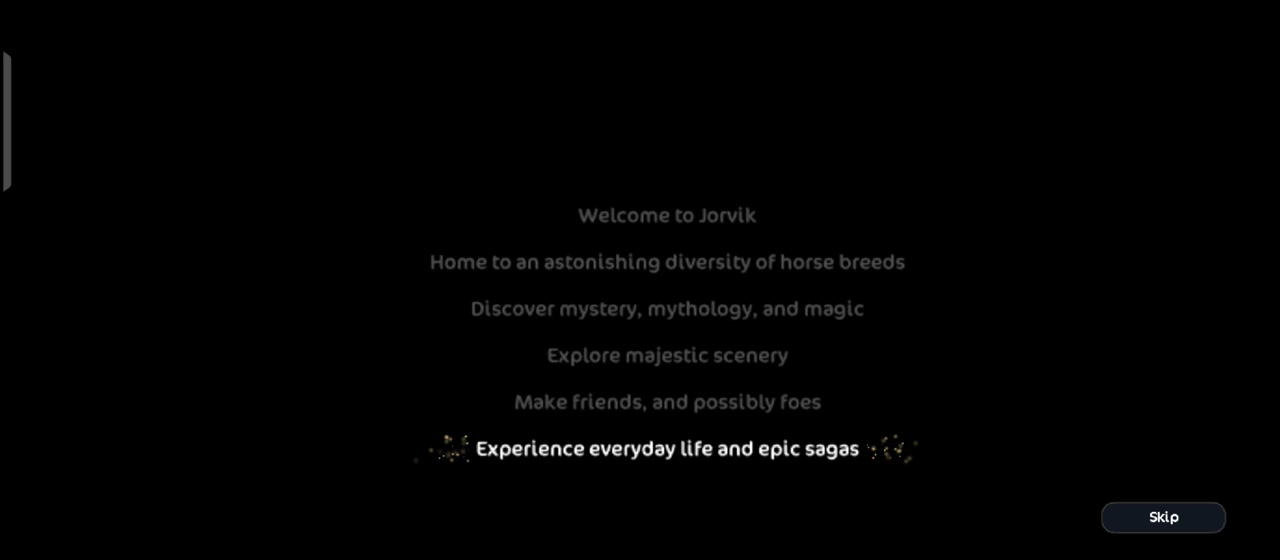 Welcome to Jorvik
Home to an astonishing diversity of horse breeds
Discover mystery, mythology, and magic
Explore majestic scenery
Make friends, and possibly foes
Experience everyday life and epic sagas
Skip